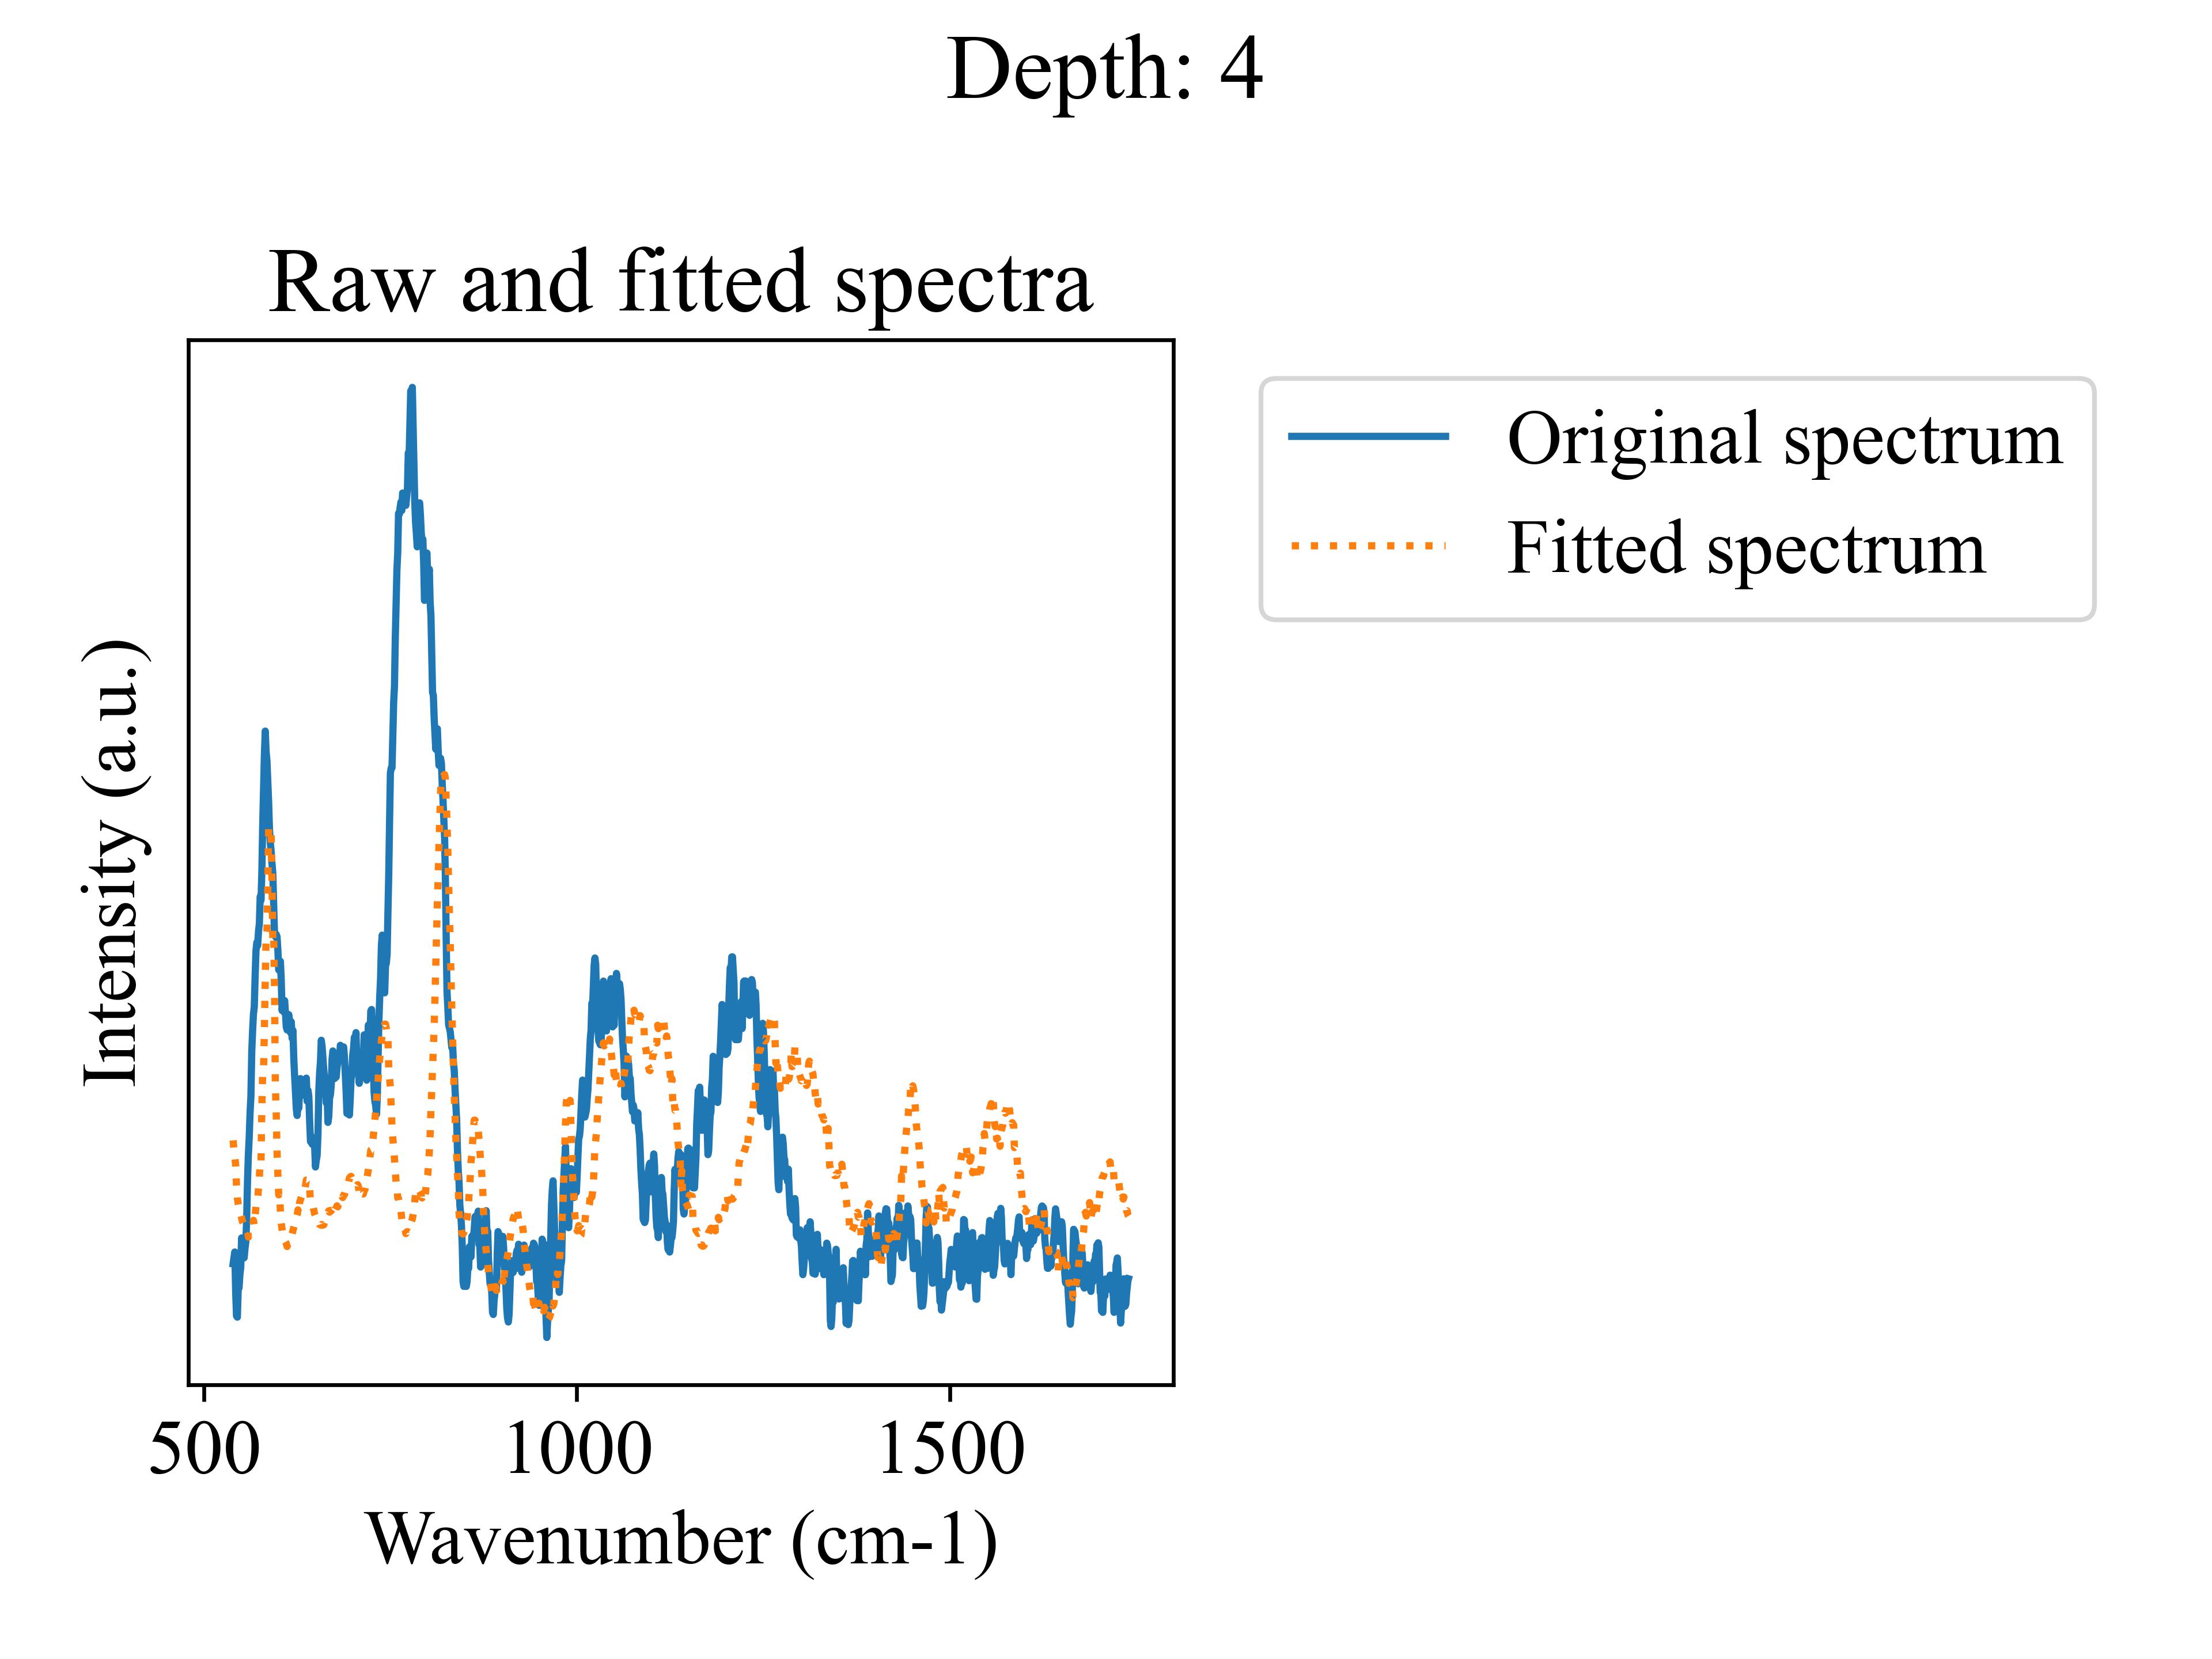 Depth: 4
Raw and fitted spectra
Original spectrum
Fitted spectrum
Intensity (a.u.)
500 1000 1500
Wavenumber (cm-1)